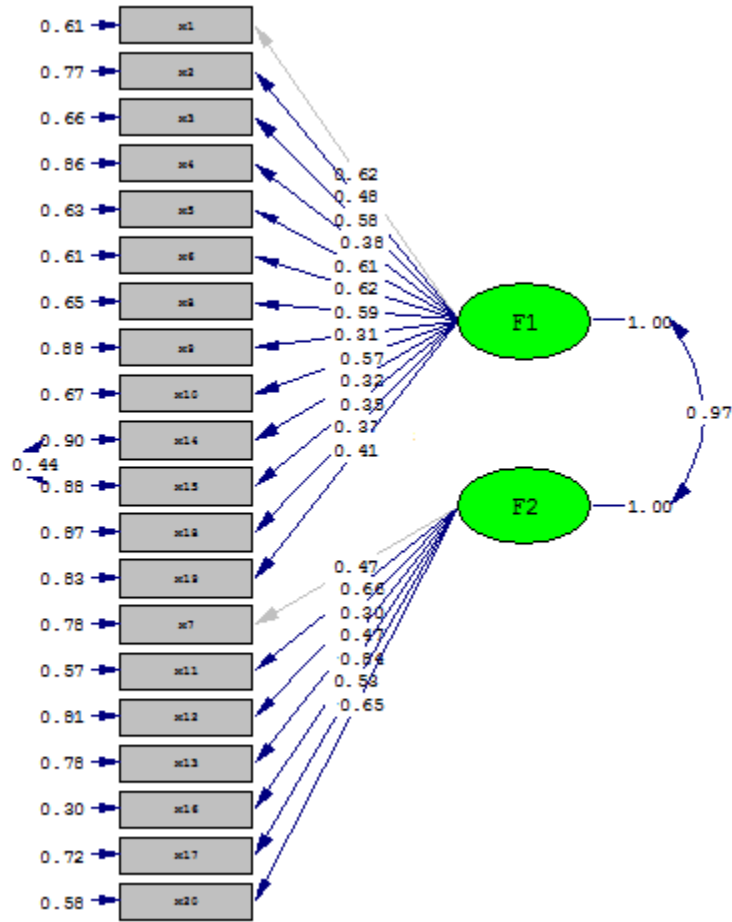 0.61 x1
0.77 x2
0.66 x3
0.86 x4
0.63 x5
0.61 x6
0.65 x8
0.88 x9
0.67 x10
0.90 x14
0.44
0.88 x15
0.87 x18
0.83 x19
0.78 x7
0.57 x11
0.81 x12
0.78 x13
0.30 x16
0.72 x17
0.58 x20
0.62
0.48
0.58
0.38
0.61
0.62
0.59
0.31
0.57
0.32
0.35
0.37
0.41
0.47
0.66
0.30
0.47
0.84
0.53
0.65
F1 1.00
0.97
F2 1.00